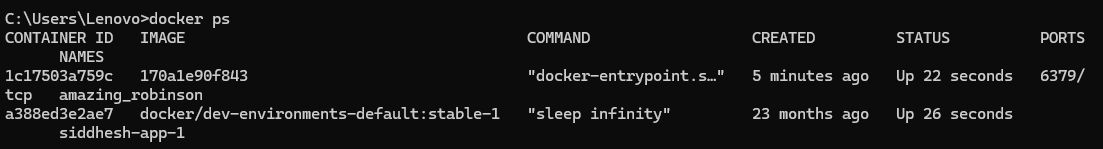 C:\Users\Lenovo>docker ps
CONTAINER ID   IMAGE                                    COMMAND                  CREATED         STATUS          PORTS
      NAMES
1c17503a759c   170a1e90f843                             "docker-entrypoint.s…"   5 minutes ago   Up 22 seconds   6379/
tcp   amazing_robinson
a388ed3e2ae7   docker/dev-environments-default:stable-1   "sleep infinity"         23 months ago   Up 26 seconds
      siddhesh-app-1